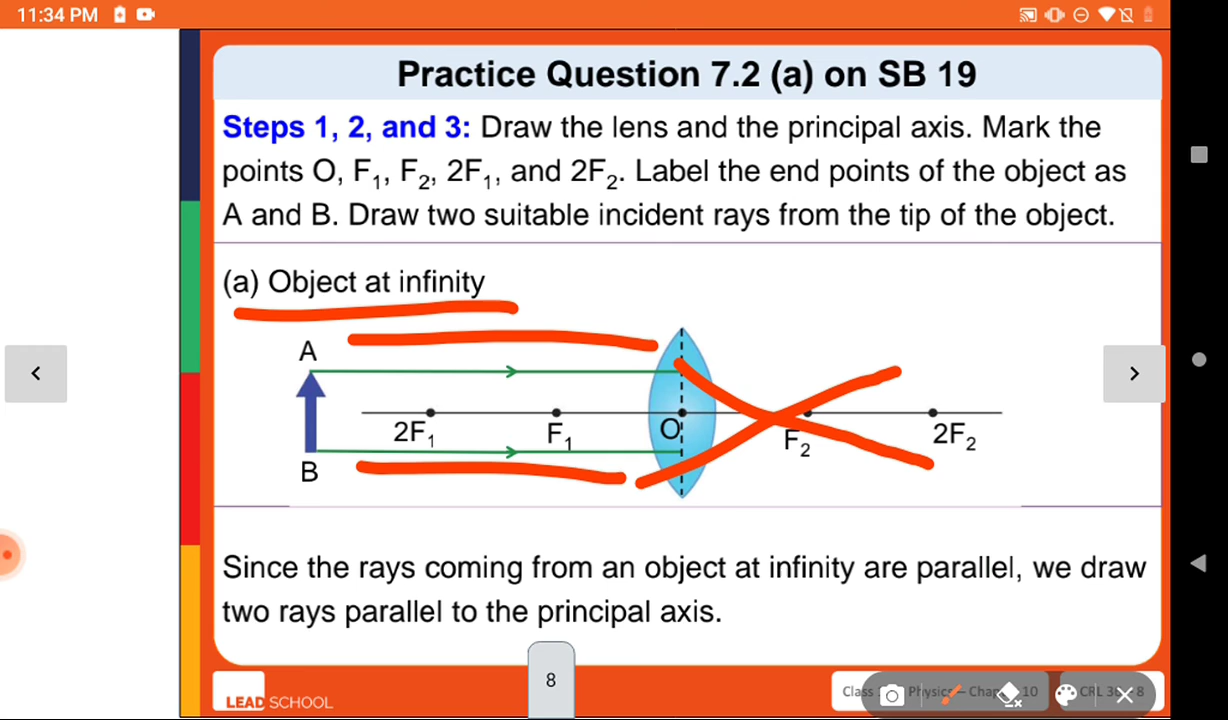 11:34 PM
Practice Question 7.2 (a) on SB 19
Steps 1, 2, and 3: Draw the lens and the principal axis. Mark the
points O, F₁, F₂, 2F₁, and 2F₂. Label the end points of the object as
A and B. Draw two suitable incident rays from the tip of the object.
(a) Object at infinity
A
2F₁ F₁ O F₂ 2F₂
B
Since the rays coming from an object at infinity are parallel, we draw
two rays parallel to the principal axis.
8
LEAD SCHOOL
Class Physics – Chap 10 CRL 8